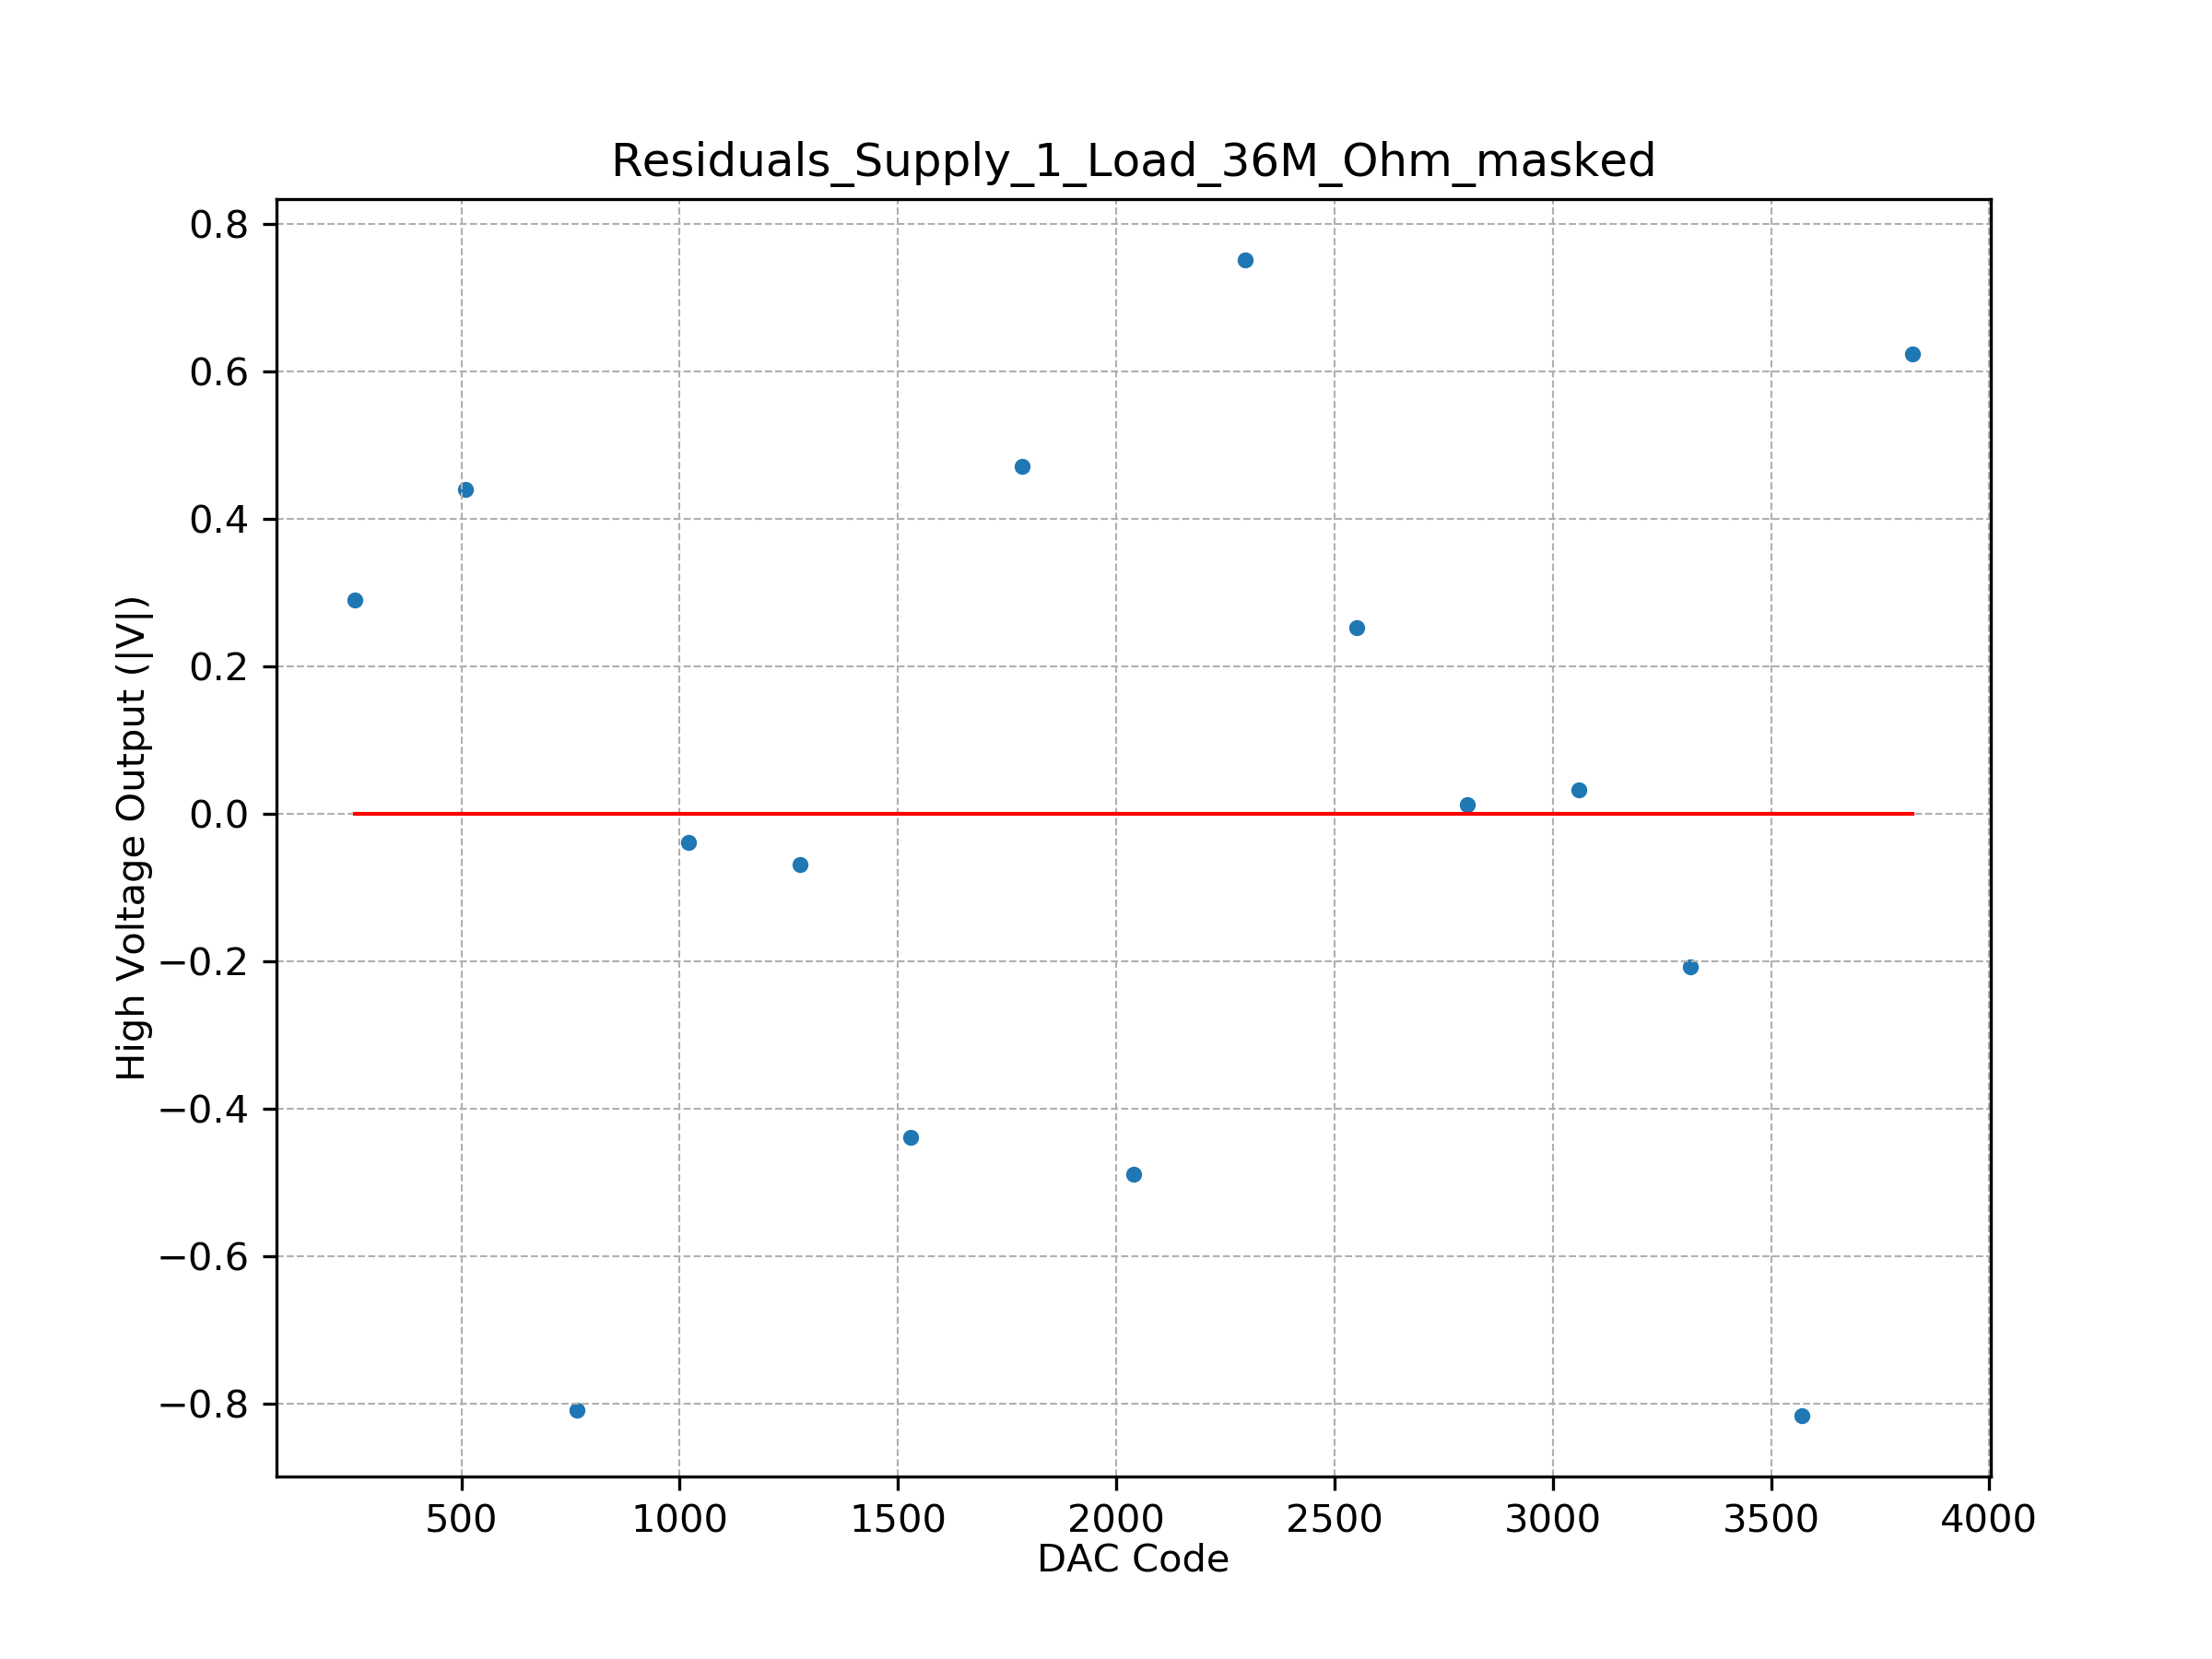 Residuals_Supply_1_Load_36M_Ohm_masked
High Voltage Output (|V|)
0.8
0.6
0.4
0.2
0.0
−0.2
−0.4
−0.6
−0.8
500 1000 1500 2000 2500 3000 3500 4000
DAC Code